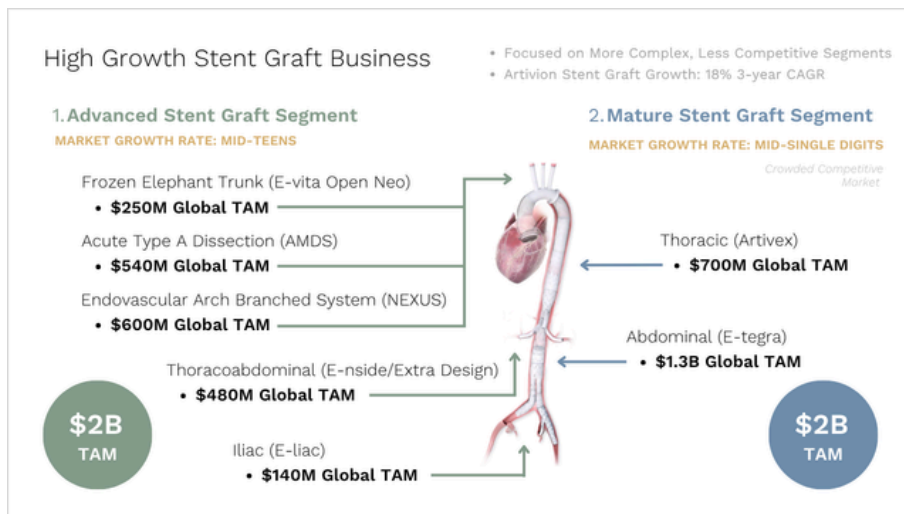 High Growth Stent Graft Business
• Focused on More Complex, Less Competitive Segments
• Artivion Stent Graft Growth: 18% 3-year CAGR
1. Advanced Stent Graft Segment
MARKET GROWTH RATE: MID-TEENS
Frozen Elephant Trunk (E-vita Open Neo)
• $250M Global TAM
Acute Type A Dissection (AMDS)
• $540M Global TAM
Endovascular Arch Branched System (NEXUS)
• $600M Global TAM
Thoracoabdominal (E-nside/Extra Design)
• $480M Global TAM
Iliac (E-liac)
• $140M Global TAM
$2B
TAM
2. Mature Stent Graft Segment
MARKET GROWTH RATE: MID-SINGLE DIGITS
Crowded Competitive
Market
Thoracic (Artivex)
• $700M Global TAM
Abdominal (E-tegra)
• $1.3B Global TAM
$2B
TAM